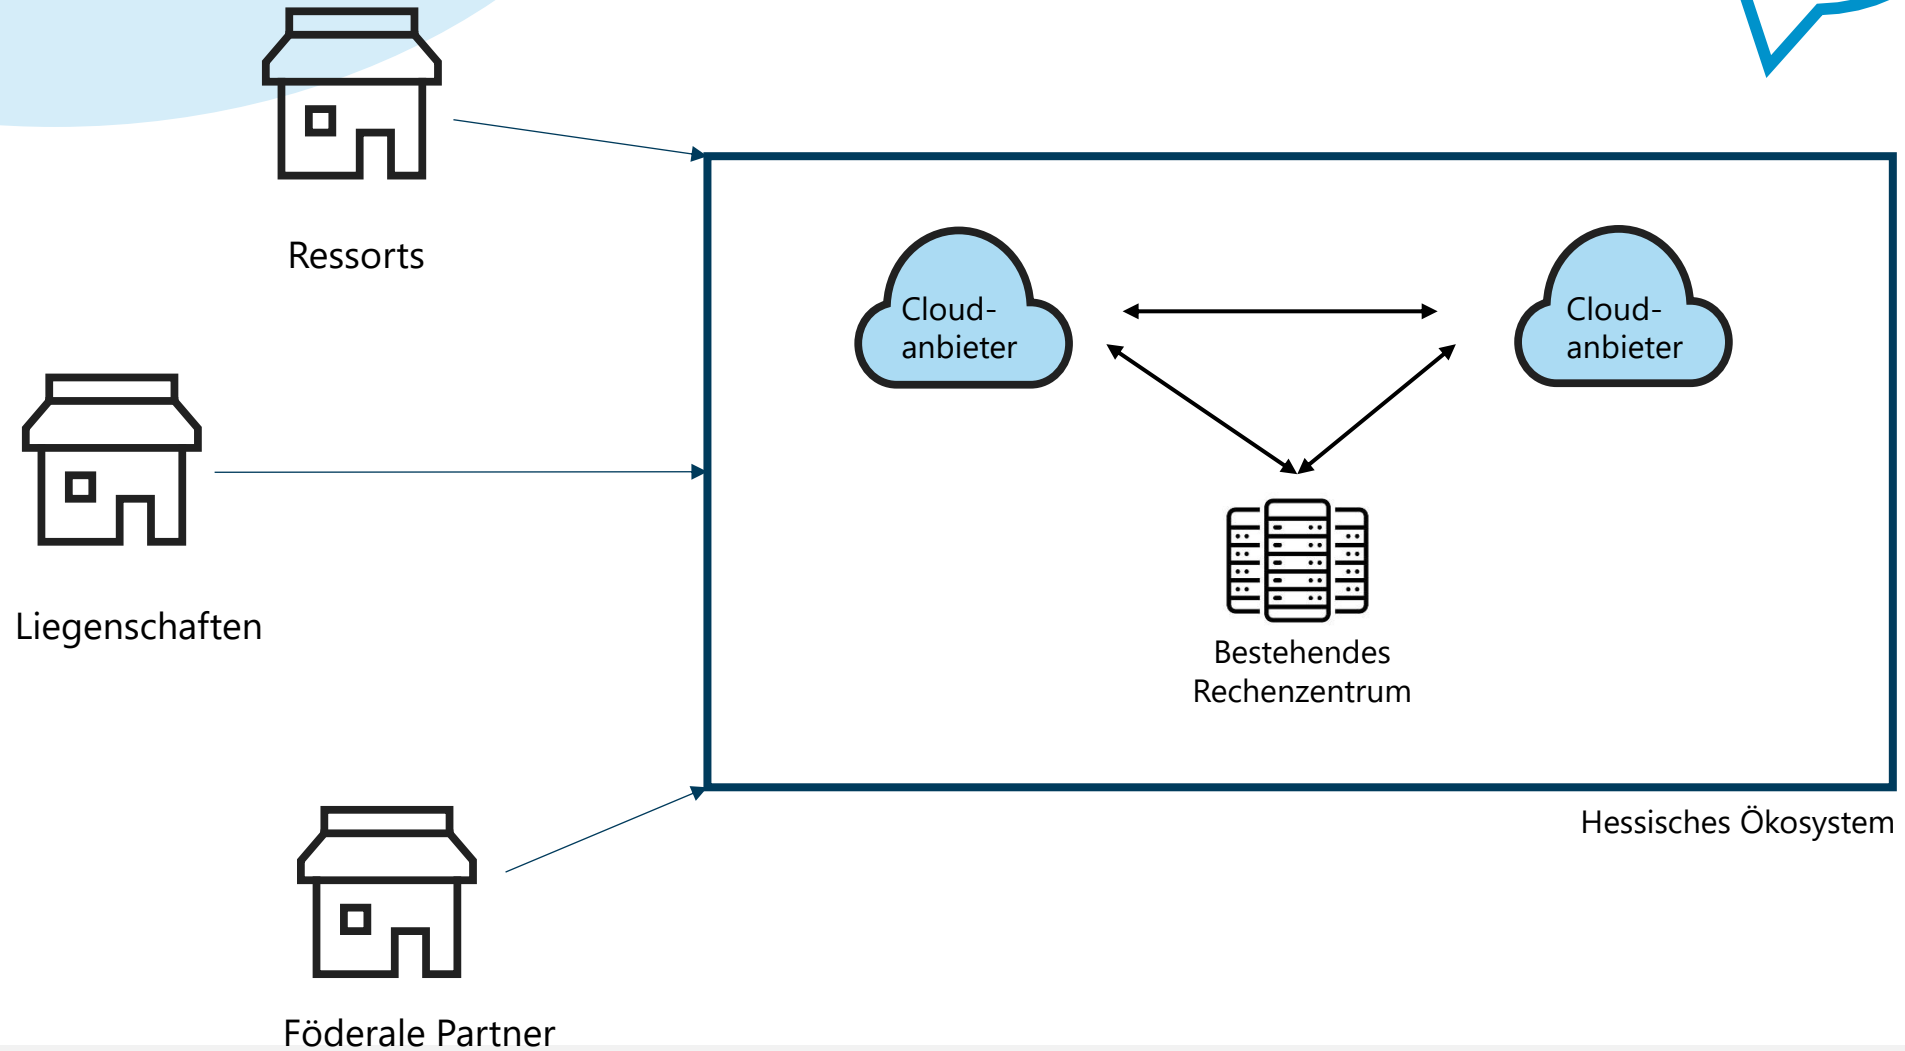 Ressorts
Cloud-
anbieter
Cloud-
anbieter
Liegenschaften
Bestehendes
Rechenzentrum
Hessisches Ökosystem
Föderale Partner